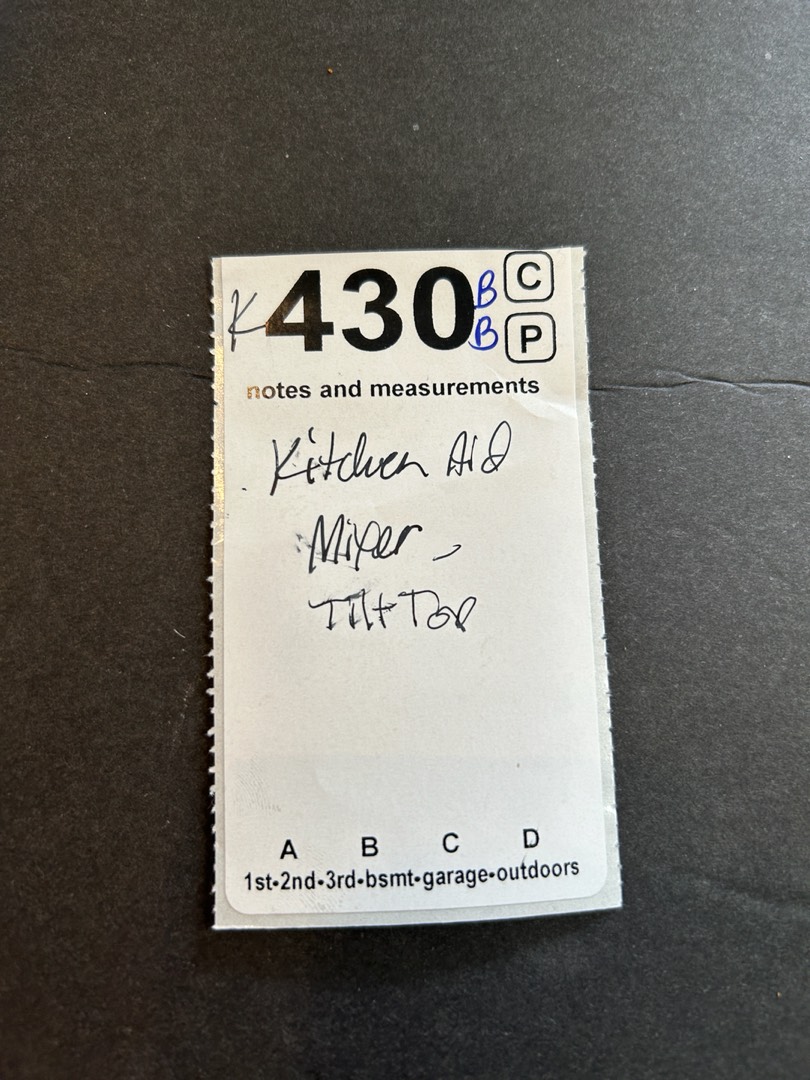 K430 B C
B P
notes and measurements
Kitchen Aid
Mixer -
Tilt Top
A B C D
1st•2nd•3rd•bsmt•garage•outdoors